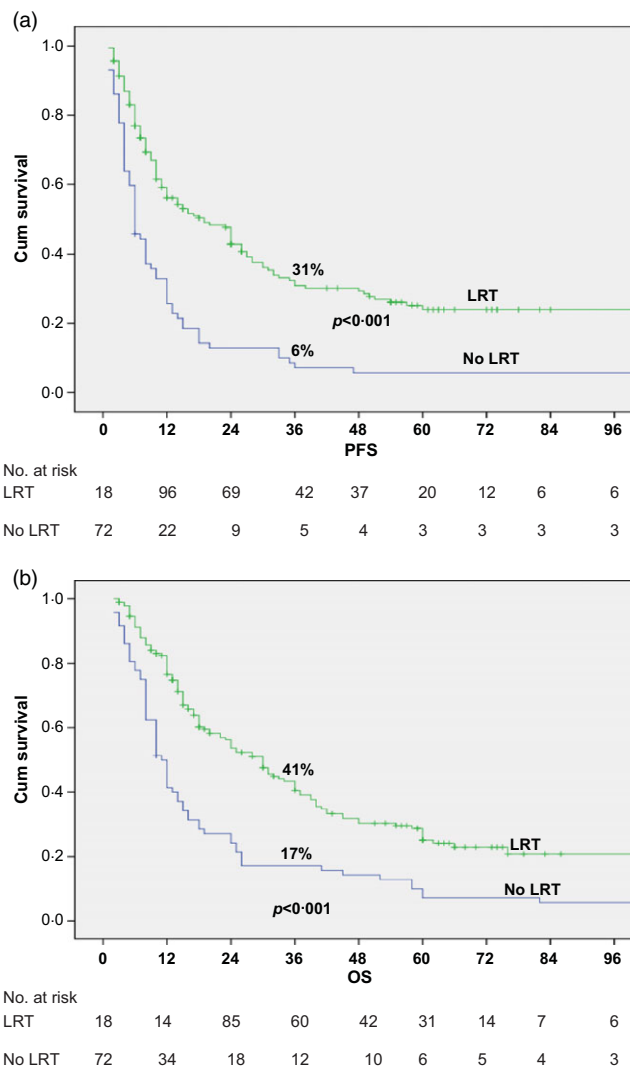 (a)
1·0
0·8
0·6
0·4
0·2
0·0
Cum survival
31%
LRT
p<0·001
6%
No LRT
0 12 24 36 48 60 72 84 96
PFS
No. at risk
LRT 18 96 69 42 37 20 12 6 6
No LRT 72 22 9 5 4 3 3 3 3
(b)
1·0
0·8
0·6
0·4
0·2
0·0
Cum survival
41%
LRT
17%
No LRT
p<0·001
0 12 24 36 48 60 72 84 96
OS
No. at risk
LRT 18 14 85 60 42 31 14 7 6
No LRT 72 34 18 12 10 6 5 4 3